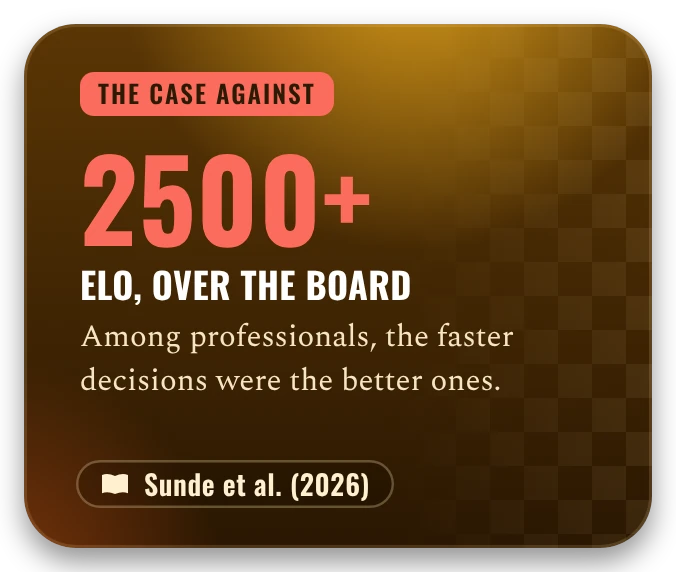 THE CASE AGAINST
2500+
ELO, OVER THE BOARD
Among professionals, the faster
decisions were the better ones.
Sunde et al. (2026)